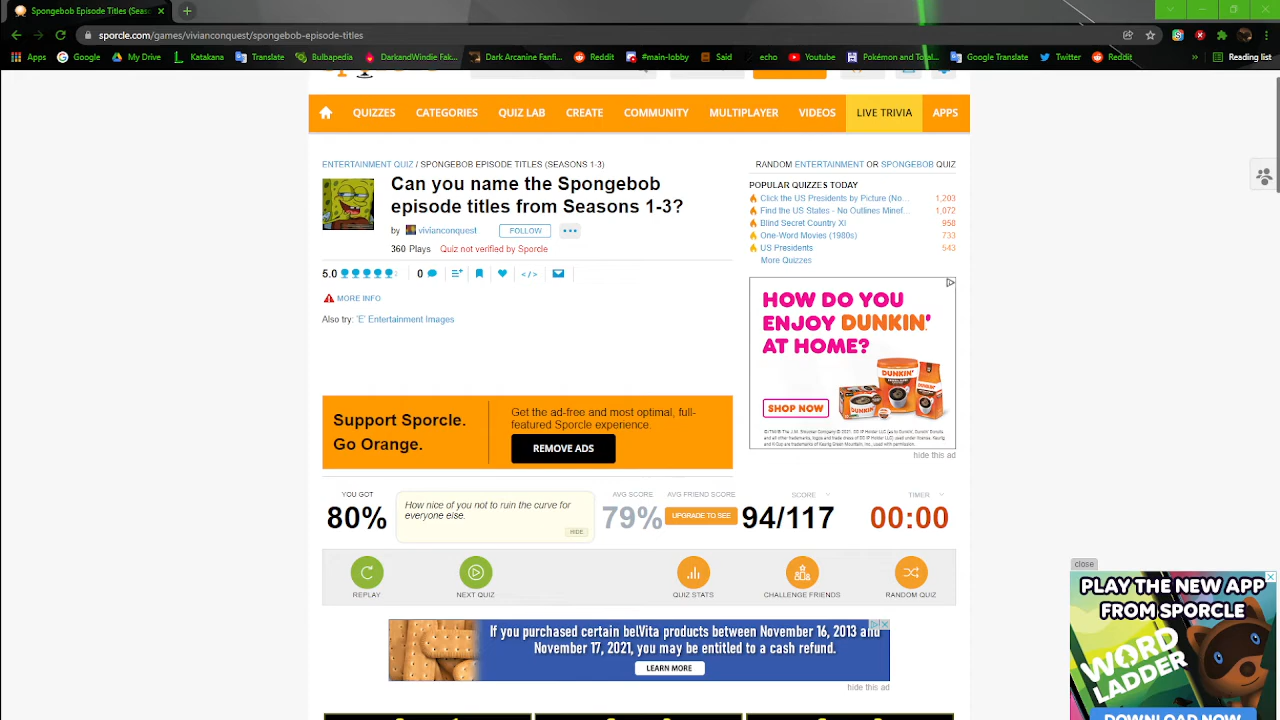 Spongebob Episode Titles (Seas
sporcle.com/games/vivianconquest/spongebob/games/titles
Apps
Google
My Drive
Katakana
Translate
Bulbapedia
DarkandWindie Fat...
Dark Arcanine Fanfi...
Reddit
#main-lobby
Said
echo
Youtube
Pokémon and Total...
Google Translate
Twitter
Reddit
»
Reading list
QUIZZES
CATEGORIES
QUIZ LAB
CREATE
COMMUNITY
MULTIPLAYER
VIDEOS
LIVE TRIVIA
APPS
ENTERTAINMENT QUIZ / SPONGEBOB EPISODE TITLES (SEASONS 1-3)
Can you name the Spongebob
episode titles from Seasons 1-3?
by vivianconquest FOLLOW
360 Plays Quiz not verified by Sporcle
5.0
0
</>
MORE INFO
Also try: 'E' Entertainment Images
RANDOM ENTERTAINMENT OR SPONGEBOB QUIZ
POPULAR QUIZZES TODAY
Click the US Presidents by Picture (No... 1,203
Find the US States - No Outlines Minef... 1,072
Blind Secret Country XI 958
One-Word Movies (1980s) 733
US Presidents 543
More Quizzes
HOW DO YOU
ENJOY DUNKIN'
AT HOME?
SHOP NOW
hide this ad
Support Sporcle.
Go Orange.
Get the ad-free and most optimal, full-
featured Sporcle experience.
REMOVE ADS
YOU GOT
80%
How nice of you not to ruin the curve for
everyone else.
HIDE
AVG SCORE
79%
AVG FRIEND SCORE
UPGRADE TO SEE
SCORE
94/117
TIMER
00:00
REPLAY
NEXT QUIZ
QUIZ STATS
CHALLENGE FRIENDS
RANDOM QUIZ
If you purchased certain belVita products between November 16, 2013 and
November 17, 2021, you may be entitled to a cash refund.
LEARN MORE
hide this ad
close
PLAY THE NEW APP
FROM SPORCLE
WORD
LADDER
DOWNLOAD NOW